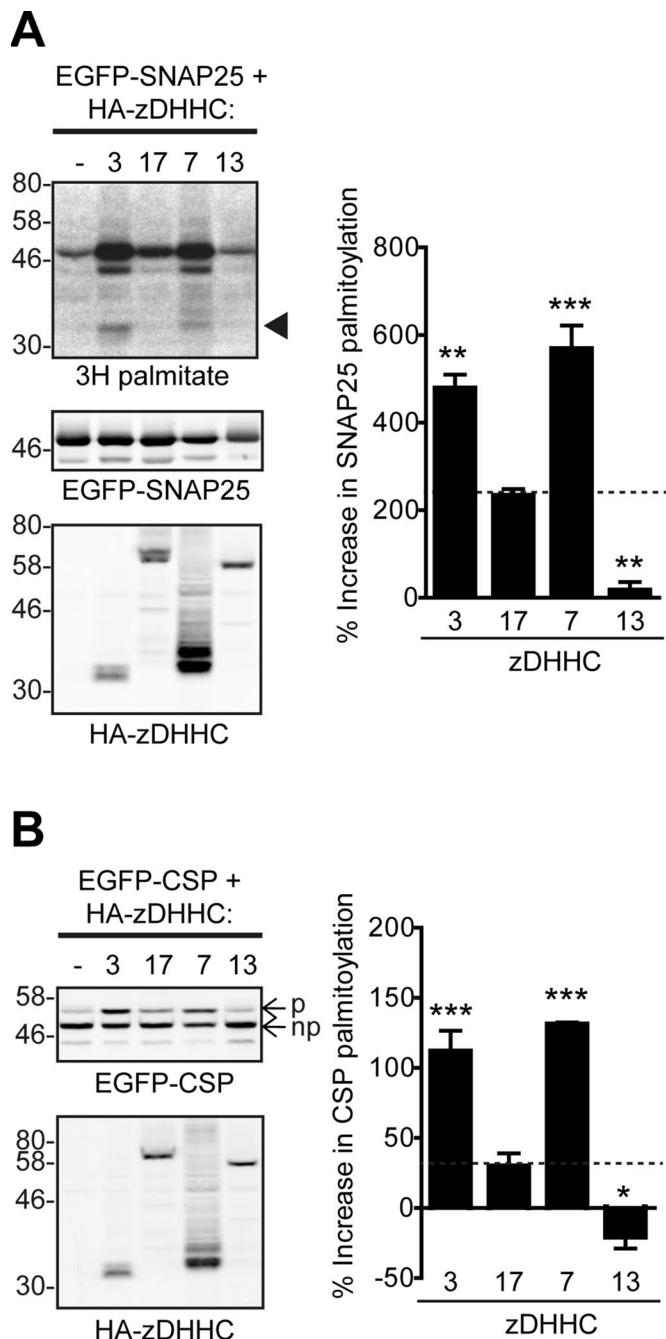 A
EGFP-SNAP25 +
HA-zDHHC:
- 3 17 7 13
80-
58-
46-
30-
3H palmitate
46-
EGFP-SNAP25
80-
58-
46-
30-
HA-zDHHC
% Increase in SNAP25 palmitoylation
800
600
400
200
0
** *** **
3 17 7 13
zDHHC
B
EGFP-CSP +
HA-zDHHC:
- 3 17 7 13
58-
46-
p
np
EGFP-CSP
80-
58-
46-
30-
HA-zDHHC
% Increase in CSP palmitoylation
200
150
100
50
0
-50
*** *** *
3 17 7 13
zDHHC